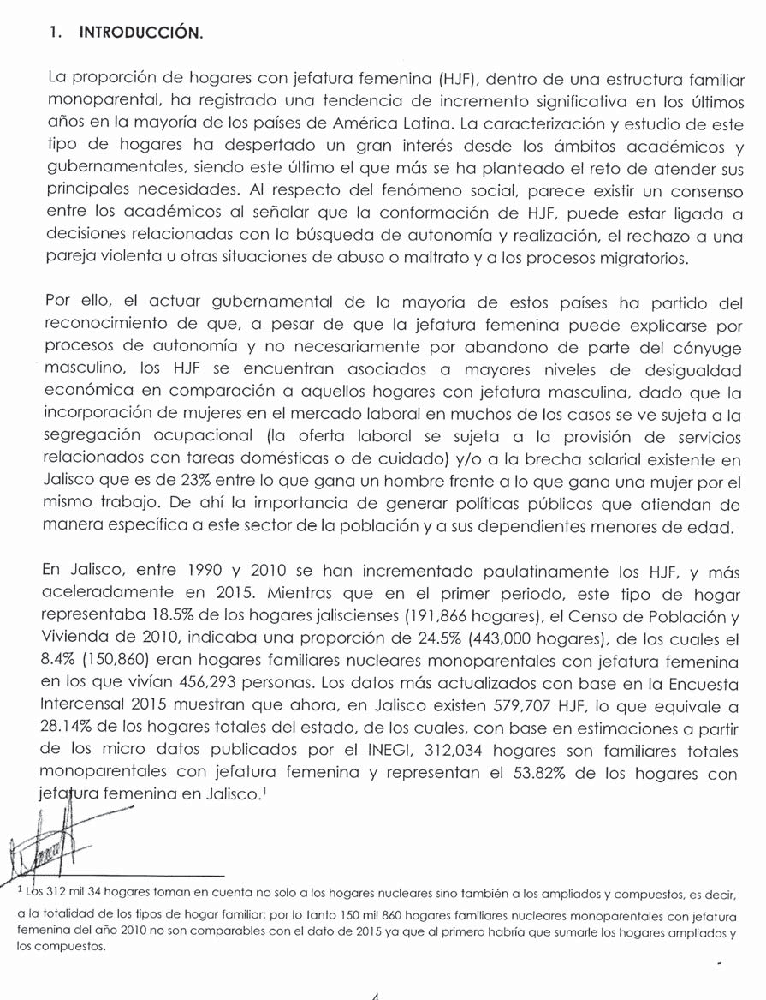 1. INTRODUCCIÓN.
La proporción de hogares con jefatura femenina (HJF), dentro de una estructura familiar
monoparental, ha registrado una tendencia de incremento significativa en los últimos
años en la mayoría de los países de América Latina. La caracterización y estudio de este
tipo de hogares ha despertado un gran interés desde los ámbitos académicos y
gubernamentales, siendo este último el que más se ha planteado el reto de atender sus
principales necesidades. Al respecto del fenómeno social, parece existir un consenso
entre los académicos al señalar que la conformación de HJF, puede estar ligada a
decisiones relacionadas con la búsqueda de autonomía y realización, el rechazo a una
pareja violenta u otras situaciones de abuso o maltrato y a los procesos migratorios.
Por ello, el actuar gubernamental de la mayoría de estos países ha partido del
reconocimiento de que, a pesar de que la jefatura femenina puede explicarse por
procesos de autonomía y no necesariamente por abandono de parte del cónyuge
masculino, los HJF se encuentran asociados a mayores niveles de desigualdad
económica en comparación a aquellos hogares con jefatura masculina, dado que la
incorporación de mujeres en el mercado laboral en muchos de los casos se ve sujeta a la
segregación ocupacional (la oferta laboral se sujeta a la provisión de servicios
relacionados con tareas domésticas o de cuidado) y/o a la brecha salarial existente en
Jalisco que es de 23% entre lo que gana un hombre frente a lo que gana una mujer por el
mismo trabajo. De ahí la importancia de generar políticas públicas que atiendan de
manera específica a este sector de la población y a sus dependientes menores de edad.
En Jalisco, entre 1990 y 2010 se han incrementado paulatinamente los HJF, y más
aceleradamente en 2015. Mientras que en el primer periodo, este tipo de hogar
representaba 18.5% de los hogares jaliscienses (191,866 hogares), el Censo de Población y
Vivienda de 2010, indicaba una proporción de 24.5% (443,000 hogares), de los cuales el
8.4% (150,860) eran hogares familiares nucleares monoparentales con jefatura femenina
en los que vivían 456,293 personas. Los datos más actualizados con base en la Encuesta
Intercensal 2015 muestran que ahora, en Jalisco existen 579,707 HJF, lo que equivale a
28.14% de los hogares totales del estado, de los cuales, con base en estimaciones a partir
de los micro datos publicados por el INEGI, 312,034 hogares son familiares totales
monoparentales con jefatura femenina y representan el 53.82% de los hogares con
jefatura femenina en Jalisco.¹
¹ Los 312 mil 34 hogares toman en cuenta no solo a los hogares nucleares sino también a los ampliados y compuestos, es decir,
a la totalidad de los tipos de hogar familiar; por lo tanto 150 mil 860 hogares familiares nucleares monoparentales con jefatura
femenina del año 2010 no son comparables con el dato de 2015 ya que al primero habría que sumarle los hogares ampliados y
los compuestos.
4